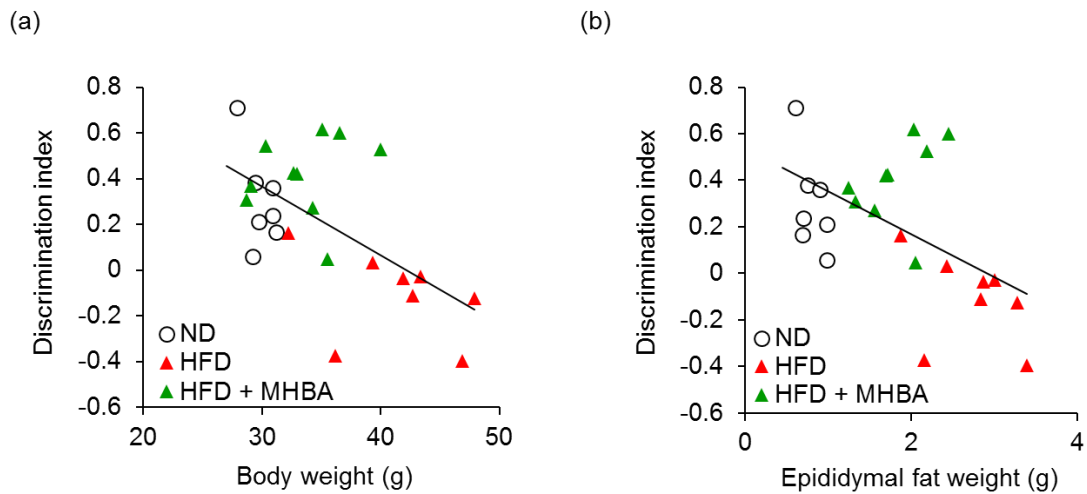 (a)
(b)
Discrimination index
0.8
0.6
0.4
0.2
0
-0.2
-0.4
-0.6
20
30
40
50
ND
HFD
HFD + MHBA
Body weight (g)
Discrimination index
0.8
0.6
0.4
0.2
0
-0.2
-0.4
-0.6
0
2
4
ND
HFD
HFD + MHBA
Epididymal fat weight (g)